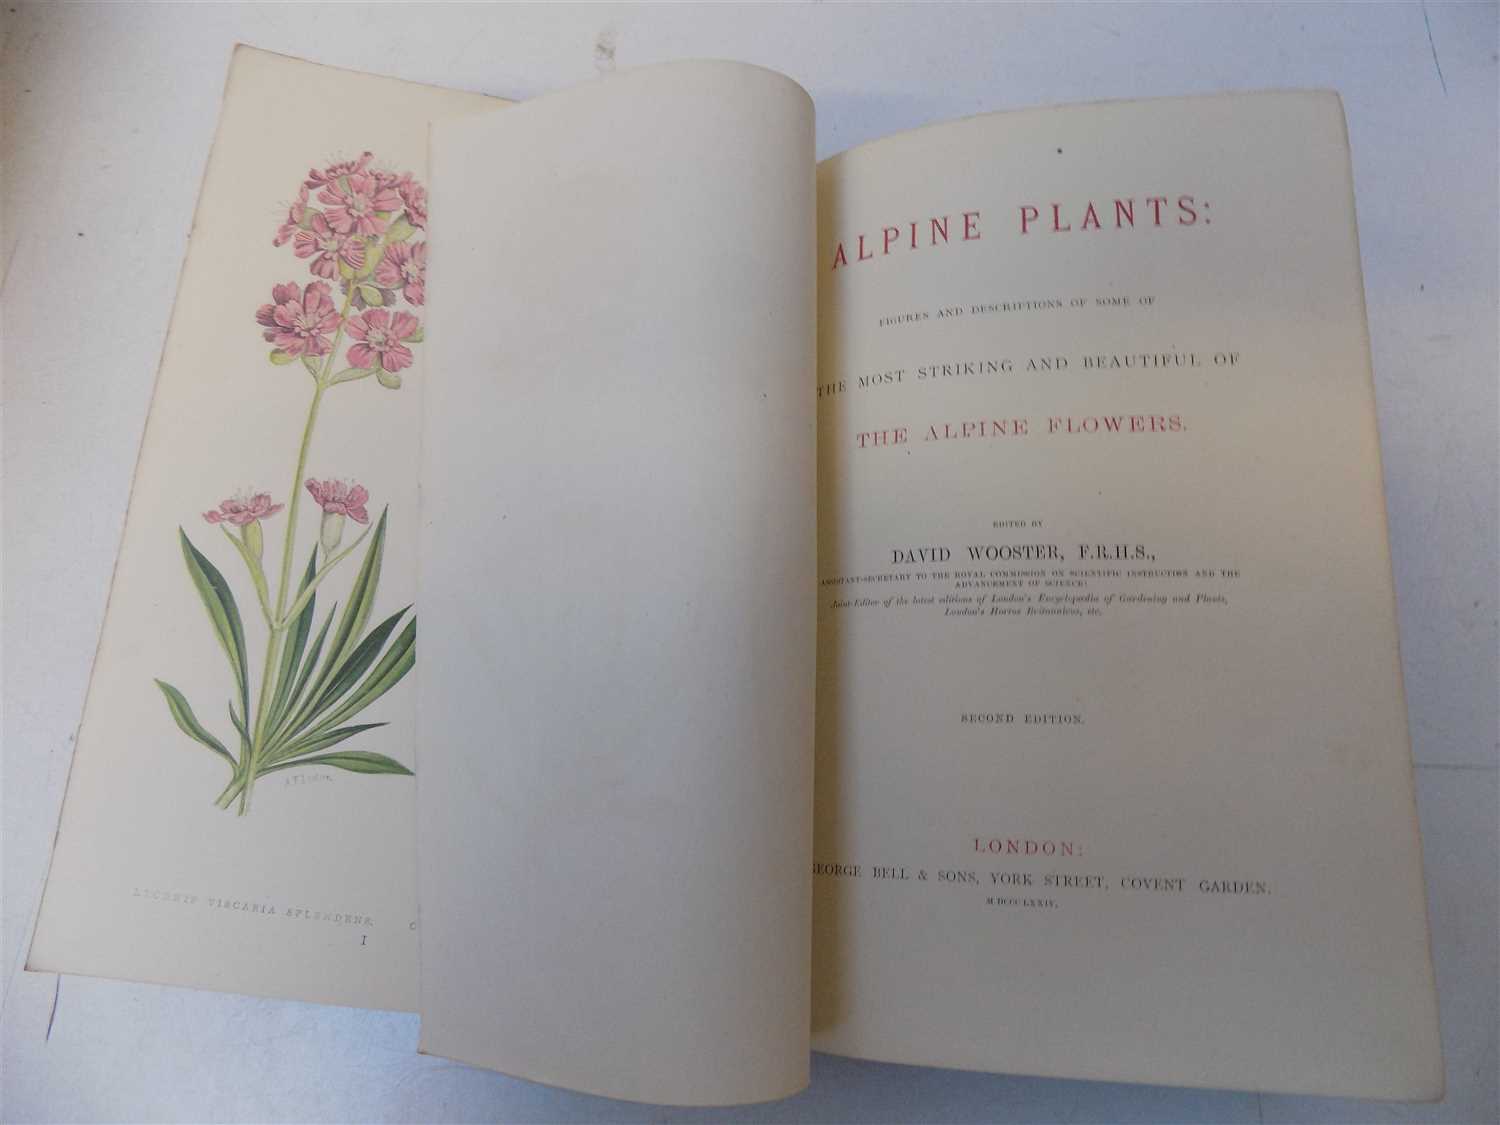 A F Lydon
LYCHNIS VISCARIA SPLENDENS.
I
ALPINE PLANTS:
FIGURES AND DESCRIPTIONS OF SOME OF
THE MOST STRIKING AND BEAUTIFUL OF
THE ALPINE FLOWERS.
EDITED BY
DAVID WOOSTER, F.R.H.S.,
ASSISTANT-SECRETARY TO THE ROYAL COMMISSION ON SCIENTIFIC INSTRUCTION AND THE
ADVANCEMENT OF SCIENCE:
Joint-Editor of the latest editions of Loudon's Encyclopædia of Gardening and Plants,
Loudon's Hortus Britannicus, etc.
SECOND EDITION.
LONDON:
GEORGE BELL & SONS, YORK STREET, COVENT GARDEN.
M.DCCCLXXIV.